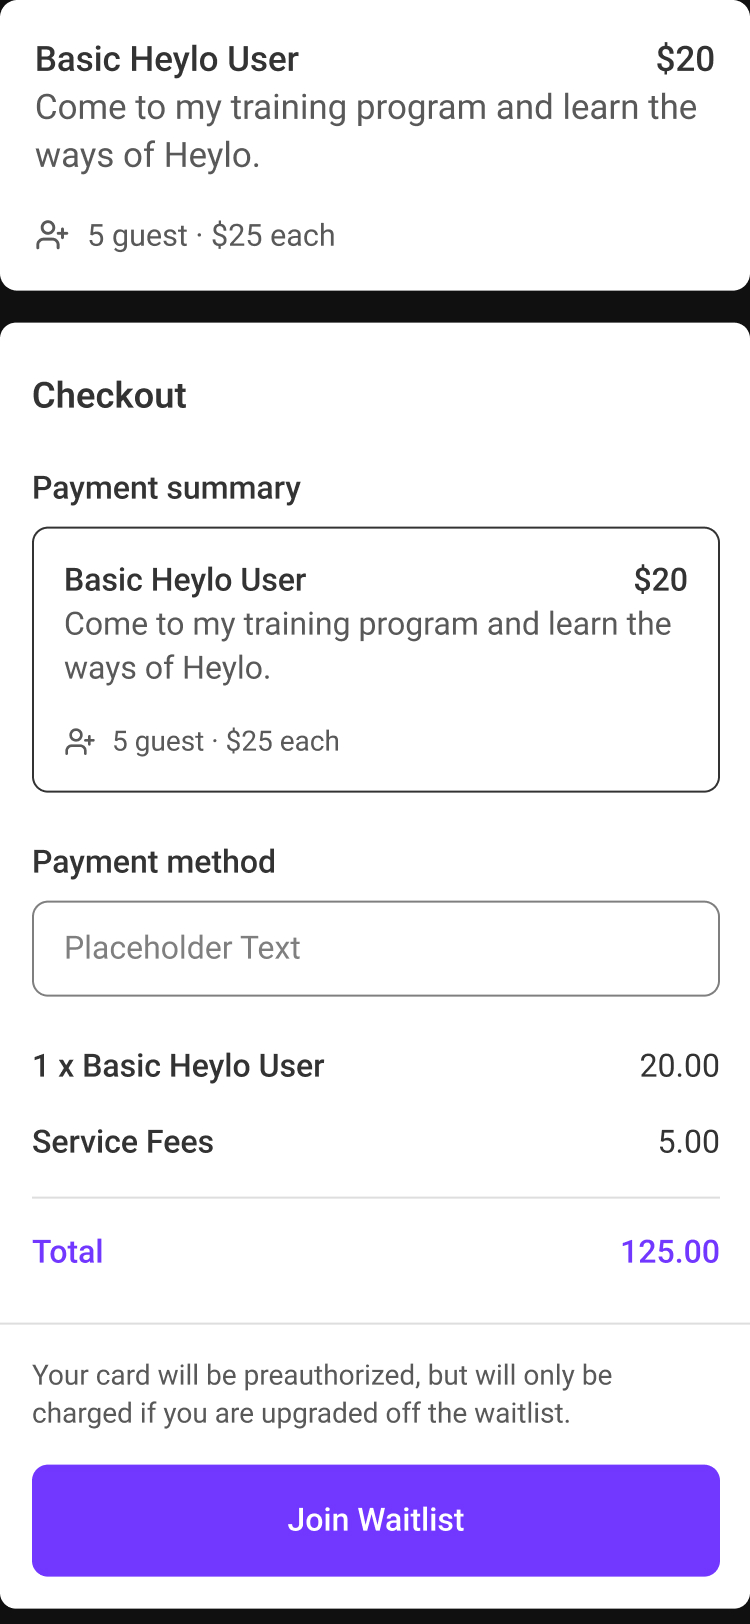 Basic Heylo User $20
Come to my training program and learn the
ways of Heylo.
5 guest · $25 each
Checkout
Payment summary
Basic Heylo User $20
Come to my training program and learn the
ways of Heylo.
5 guest · $25 each
Payment method
Placeholder Text
1 x Basic Heylo User 20.00
Service Fees 5.00
Total 125.00
Your card will be preauthorized, but will only be
charged if you are upgraded off the waitlist.
Join Waitlist